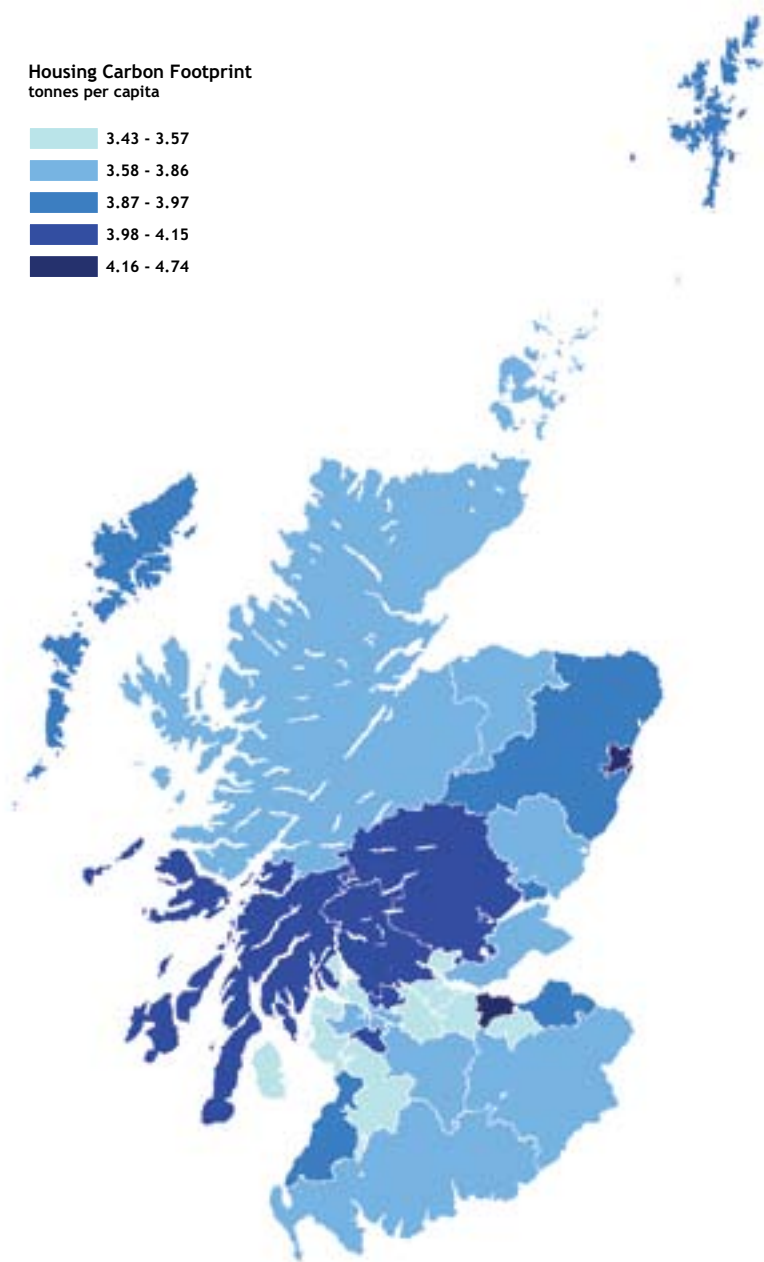 Housing Carbon Footprint
tonnes per capita
3.43 - 3.57
3.58 - 3.86
3.87 - 3.97
3.98 - 4.15
4.16 - 4.74